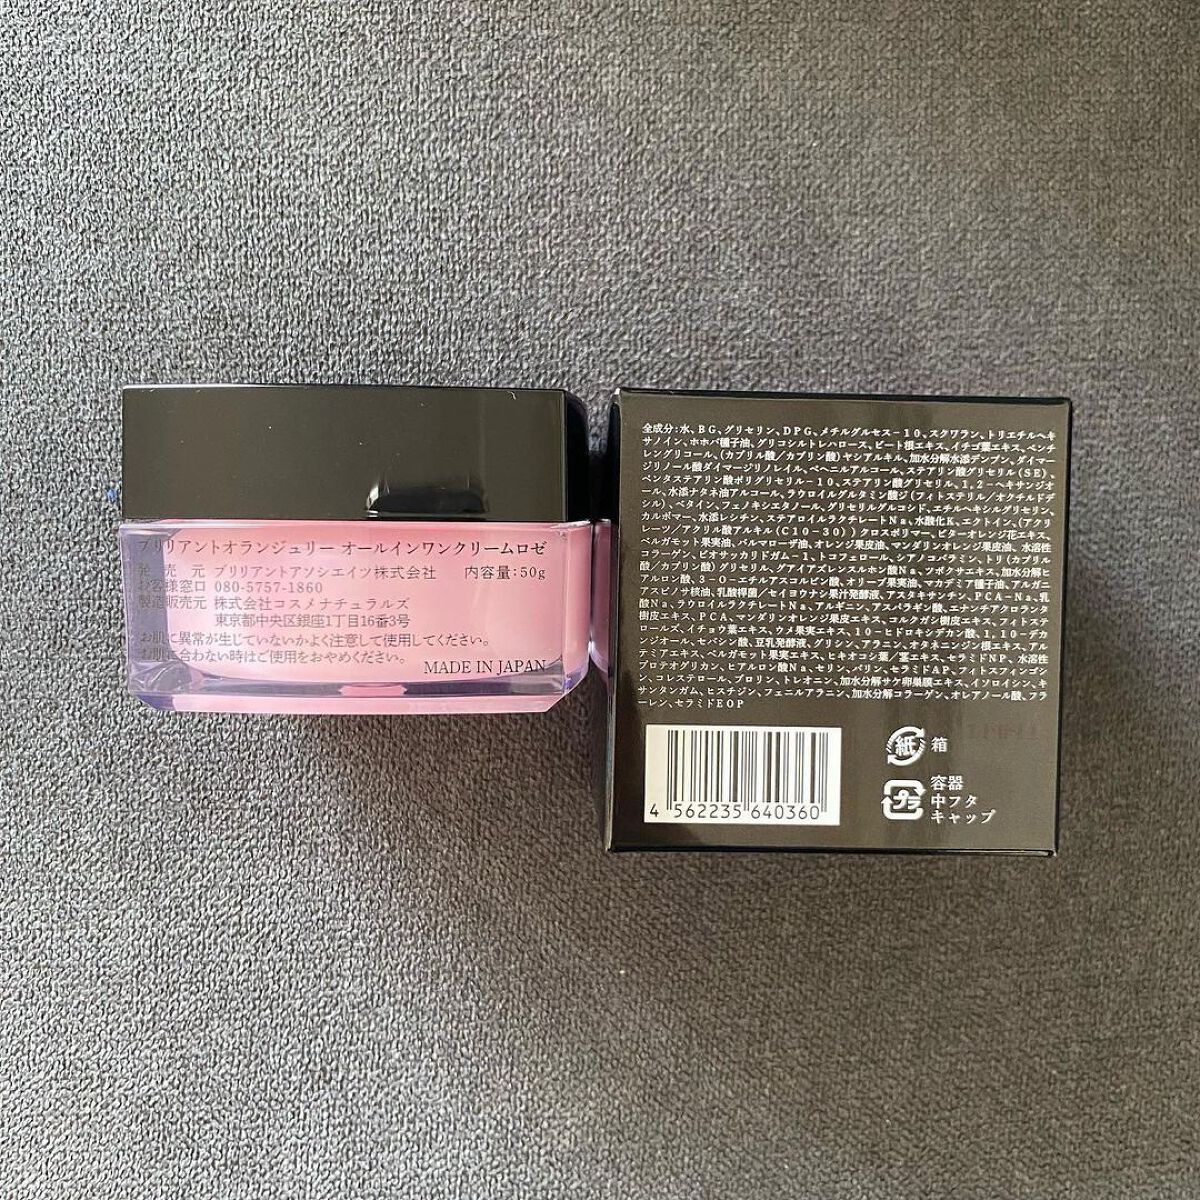 ブリリアントオランジュリー オールインワンクリームロゼ
発 売 元 ブリリアントアソシエイツ株式会社 内容量:50g
お客様窓口 080-5757-1860
製造販売元 株式会社コスメナチュラルズ
東京都中央区銀座1丁目16番3号
お肌に異常が生じていないかよく注意して使用してください。
お肌に合わない時はご使用をおやめください。
MADE IN JAPAN
全成分:水、BG、グリセリン、DPG、メチルグルセス-10、スクワラン、トリエチルヘキ
サノイン、ホホバ種子油、グリコシルトレハロース、ビート根エキス、イチゴ葉エキス、ペンチ
レングリコール、(カプリル酸/カプリン酸)ヤシアルキル、加水分解水添デンプン、ダイマー
ジリノール酸ダイマージリノレイル、ベヘニルアルコール、ステアリン酸グリセリル(SE)、
ペンタステアリン酸ポリグリセリル-10、ステアリン酸グリセリル、1,2-ヘキサンジオ
ール、水添ナタネ油アルコール、ラウロイルグルタミン酸ジ(フィトステリル/オクチルドデ
シル)、ベタイン、フェノキシエタノール、グリセリルグルコシド、エチルヘキシルグリセリン、
カルボマー、水添レシチン、ステアロイルラクチレートNa、水酸化K、エクトイン、(アクリ
レーツ/アクリル酸アルキル(C10-30))クロスポリマー、ビターオレンジ花エキス、
ベルガモット果実油、パルマローザ油、オレンジ果皮油、マンダリンオレンジ果皮油、水溶性
コラーゲン、ビオサッカリドガム-1、トコフェロール、シアノコバラミン、トリ(カプリル
酸/カプリン酸)グリセリル、グアイアズレンスルホン酸Na、ツボクサエキス、加水分解ヒ
アルロン酸、3-O-エチルアスコルビン酸、オリーブ果実油、マカデミア種子油、アルガニ
アスピノサ核油、乳酸桿菌/セイヨウナシ果汁発酵液、アスタキサンチン、PCA-Na、乳
酸Na、ラウロイルラクチレートNa、アルギニン、アスパラギン酸、エナンチアクロランタ
樹皮エキス、PCA、マンダリンオレンジ果皮エキス、コルクガシ樹皮エキス、フィトステ
ロールズ、イチョウ葉エキス、ウメ果実エキス、10-ヒドロキシデカン酸、1,10-デカ
ンジオール、セバシン酸、豆乳発酵液、グリシン、アラニン、オタネニンジン根エキス、アル
テミアエキス、ベルガモット果実エキス、ヒキオコシ葉/茎エキス、セラミドNP、水溶性
プロテオグリカン、ヒアルロン酸Na、セリン、バリン、セラミドAP、フィトスフィンゴシ
ン、コレステロール、プロリン、トレオニン、加水分解サケ卵巣膜エキス、イソロイシン、キ
サンタンガム、ヒスチジン、フェニルアラニン、加水分解コラーゲン、オレアノール酸、フラ
ーレン、セラミドEOP
4 562235 640360
紙 箱
プラ 容器
中フタ
キャップ